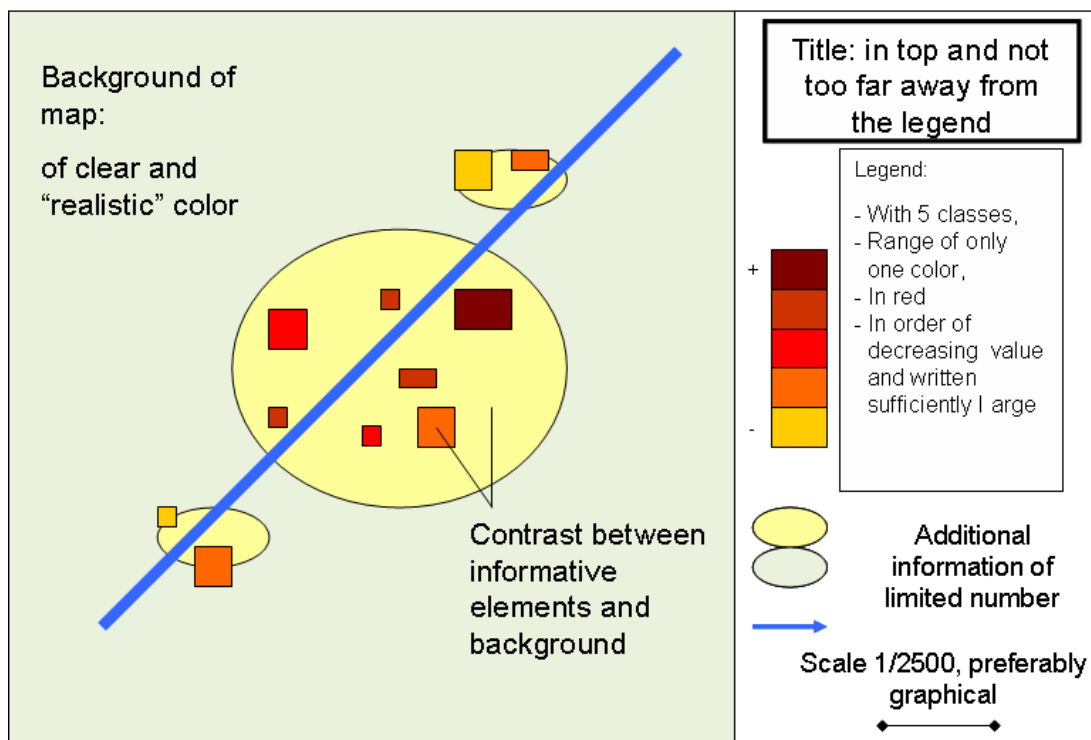 Background of
map:
of clear and
“realistic” color
Contrast between
informative
elements and
background
Title: in top and not
too far away from
the legend
Legend:
- With 5 classes,
- Range of only
one color,
- In red
- In order of
decreasing value
and written
sufficiently l arge
+
-
Additional
information of
limited number
Scale 1/2500, preferably
graphical